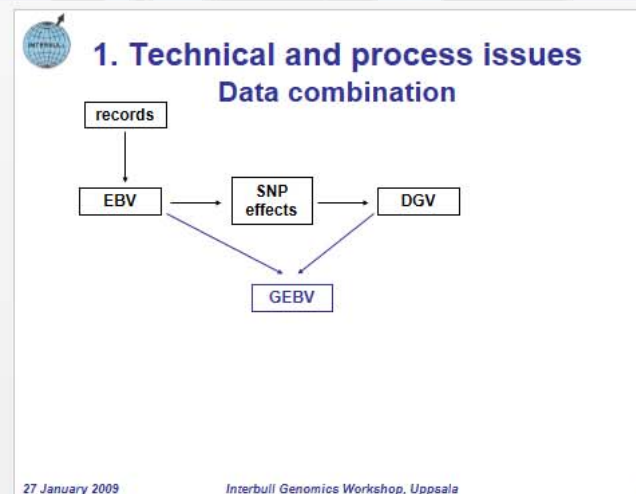 INTERBULL
1. Technical and process issues
Data combination
records
EBV
SNP
effects
DGV
GEBV
27 January 2009
Interbull Genomics Workshop, Uppsala